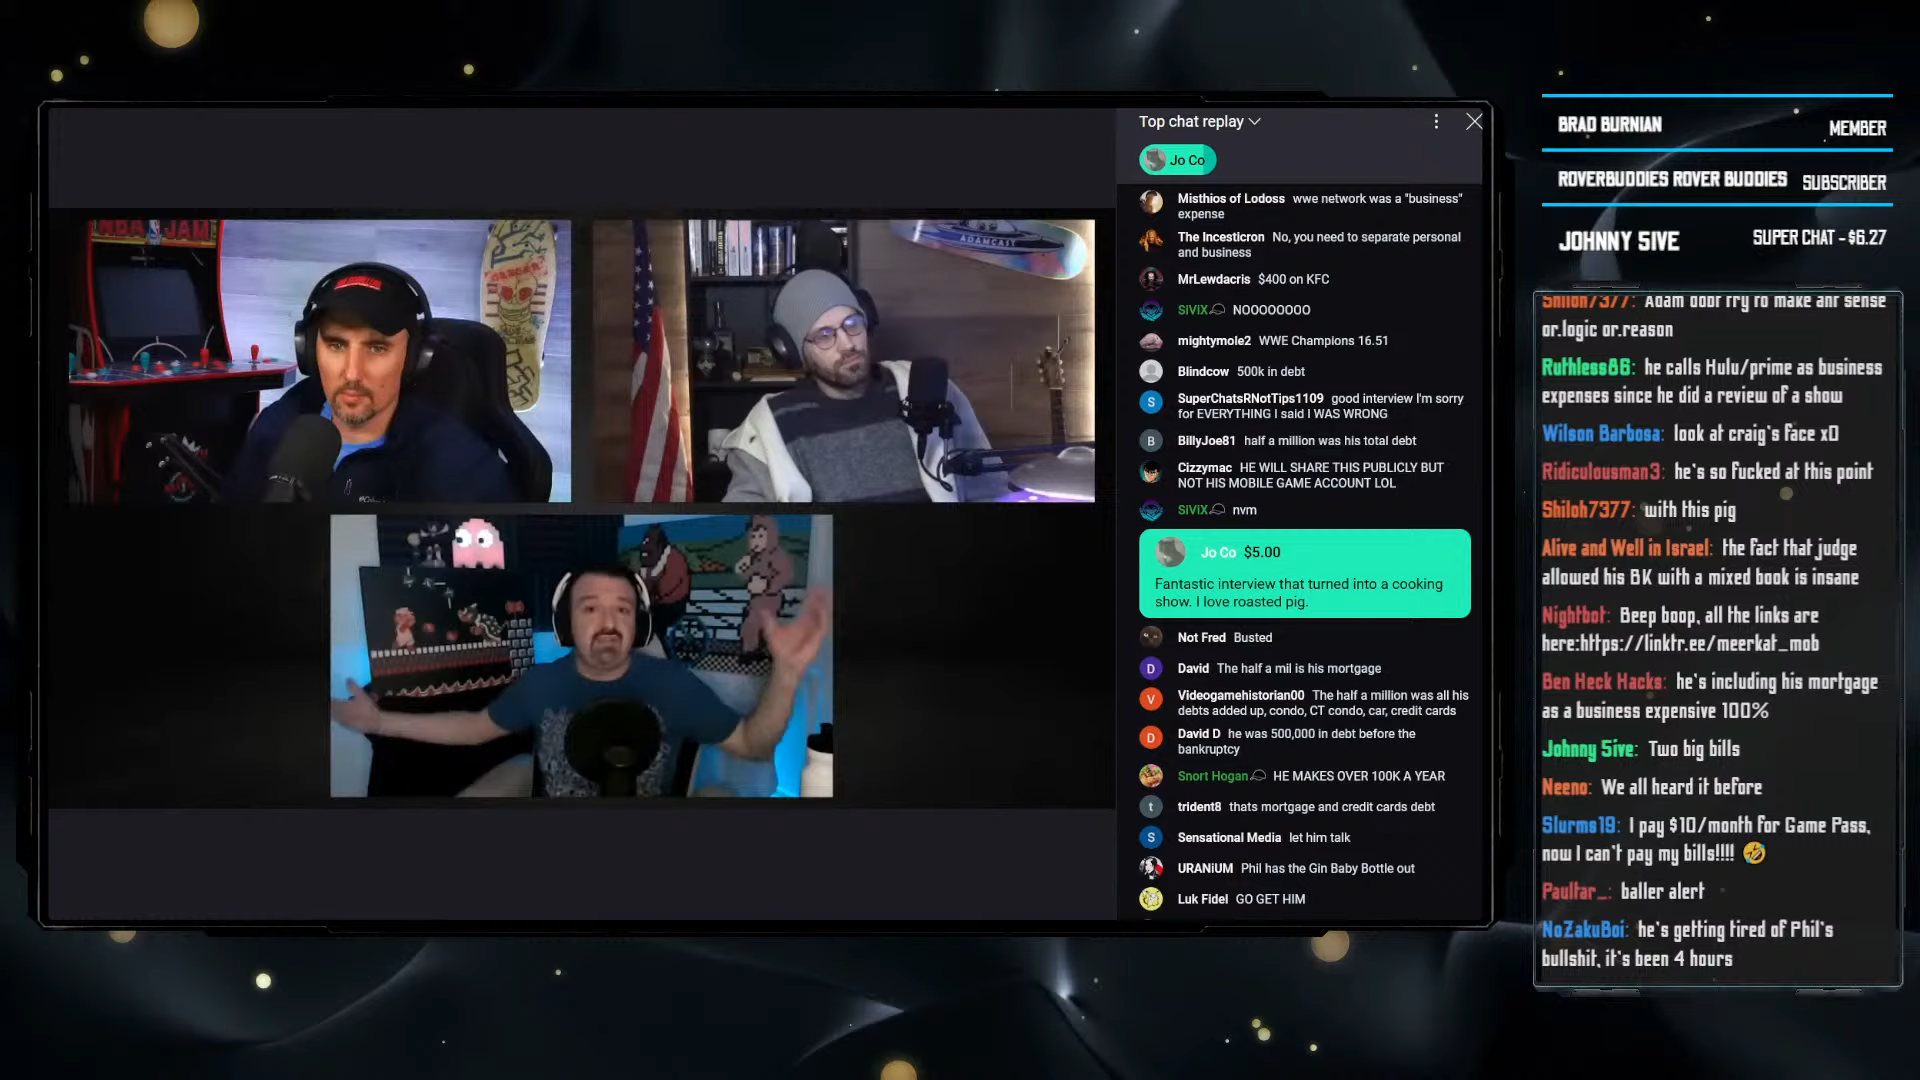 NBA JAM
ADAMCAST
Top chat replay
Jo Co
Misthios of Lodoss wwe network was a "business"
expense
The Incesticron No, you need to separate personal
and business
MrLewdacris $400 on KFC
SiViX NOOOOOOOO
mightymole2 WWE Champions 16.51
Blindcow 500k in debt
S SuperChatsRNotTips1109 good interview I'm sorry
for EVERYTHING I said I WAS WRONG
B BillyJoe81 half a million was his total debt
Cizzymac HE WILL SHARE THIS PUBLICLY BUT
NOT HIS MOBILE GAME ACCOUNT LOL
SiViX nvm
Jo Co $5.00
Fantastic interview that turned into a cooking
show. I love roasted pig.
Not Fred Busted
D David The half a mil is his mortgage
V Videogamehistorian00 The half a million was all his
debts added up, condo, CT condo, car, credit cards
D David D he was 500,000 in debt before the
bankruptcy
Snort Hogan HE MAKES OVER 100K A YEAR
t trident8 thats mortgage and credit cards debt
S Sensational Media let him talk
URANiUM Phil has the Gin Baby Bottle out
Luk Fidel GO GET HIM
BRAD BURNIAN MEMBER
ROVERBUDDIES ROVER BUDDIES SUBSCRIBER
JOHNNY 5IVE SUPER CHAT - $6.27
Shiloh7377: Adam dont try to make ant sense
or.logic or.reason
Ruthless86: he calls Hulu/prime as business
expenses since he did a review of a show
Wilson Barbosa: look at craig's face xD
Ridiculousman3: he's so fucked at this point
Shiloh7377: with this pig
Alive and Well in Israel: the fact that judge
allowed his BK with a mixed book is insane
Nightbot: Beep boop, all the links are
here:https://linktr.ee/meerkat_mob
Ben Heck Hacks: he's including his mortgage
as a business expensive 100%
Johnny 5ive: Two big bills
Neeno: We all heard it before
Slurms19: I pay $10/month for Game Pass,
now I can't pay my bills!!!! 🤣
Paultar_: baller alert
NoZakuBoi: he's getting tired of Phil's
bullshit, it's been 4 hours